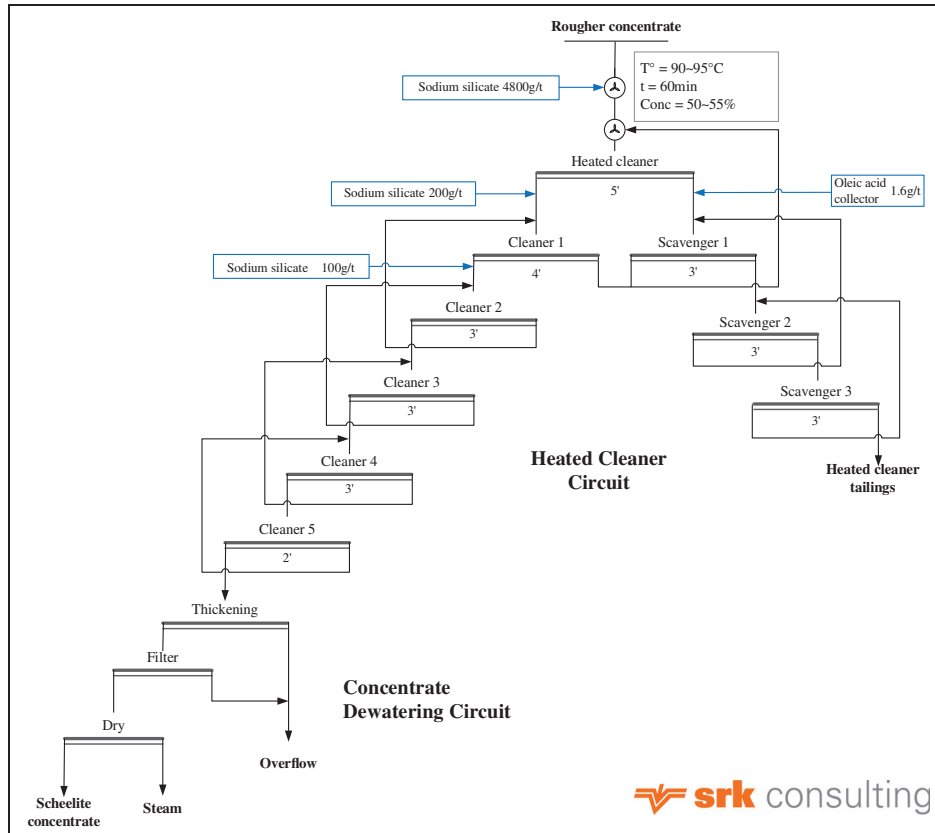 Rougher concentrate
T° = 90~95°C
t = 60min
Conc = 50~55%
Sodium silicate 4800g/t
Heated cleaner
5'
Sodium silicate 200g/t
Oleic acid
collector 1.6g/t
Cleaner 1
4'
Scavenger 1
3'
Sodium silicate 100g/t
Cleaner 2
3'
Scavenger 2
3'
Cleaner 3
3'
Scavenger 3
3'
Heated Cleaner
Circuit
Heated cleaner
tailings
Cleaner 4
3'
Cleaner 5
2'
Thickening
Filter
Concentrate
Dewatering Circuit
Dry
Overflow
Scheelite
concentrate
Steam
srk consulting